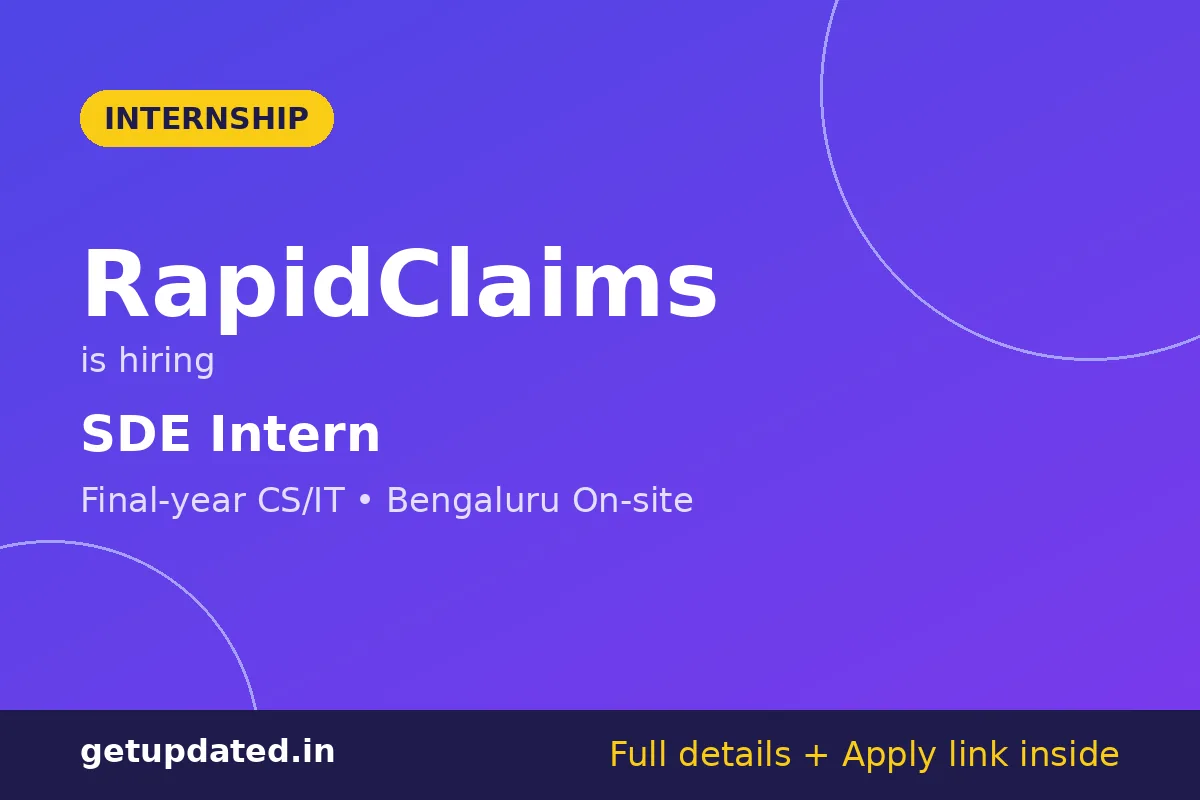 INTERNSHIP
RapidClaims
is hiring
SDE Intern
Final-year CS/IT • Bengaluru On-site
getupdated.in
Full details + Apply link inside